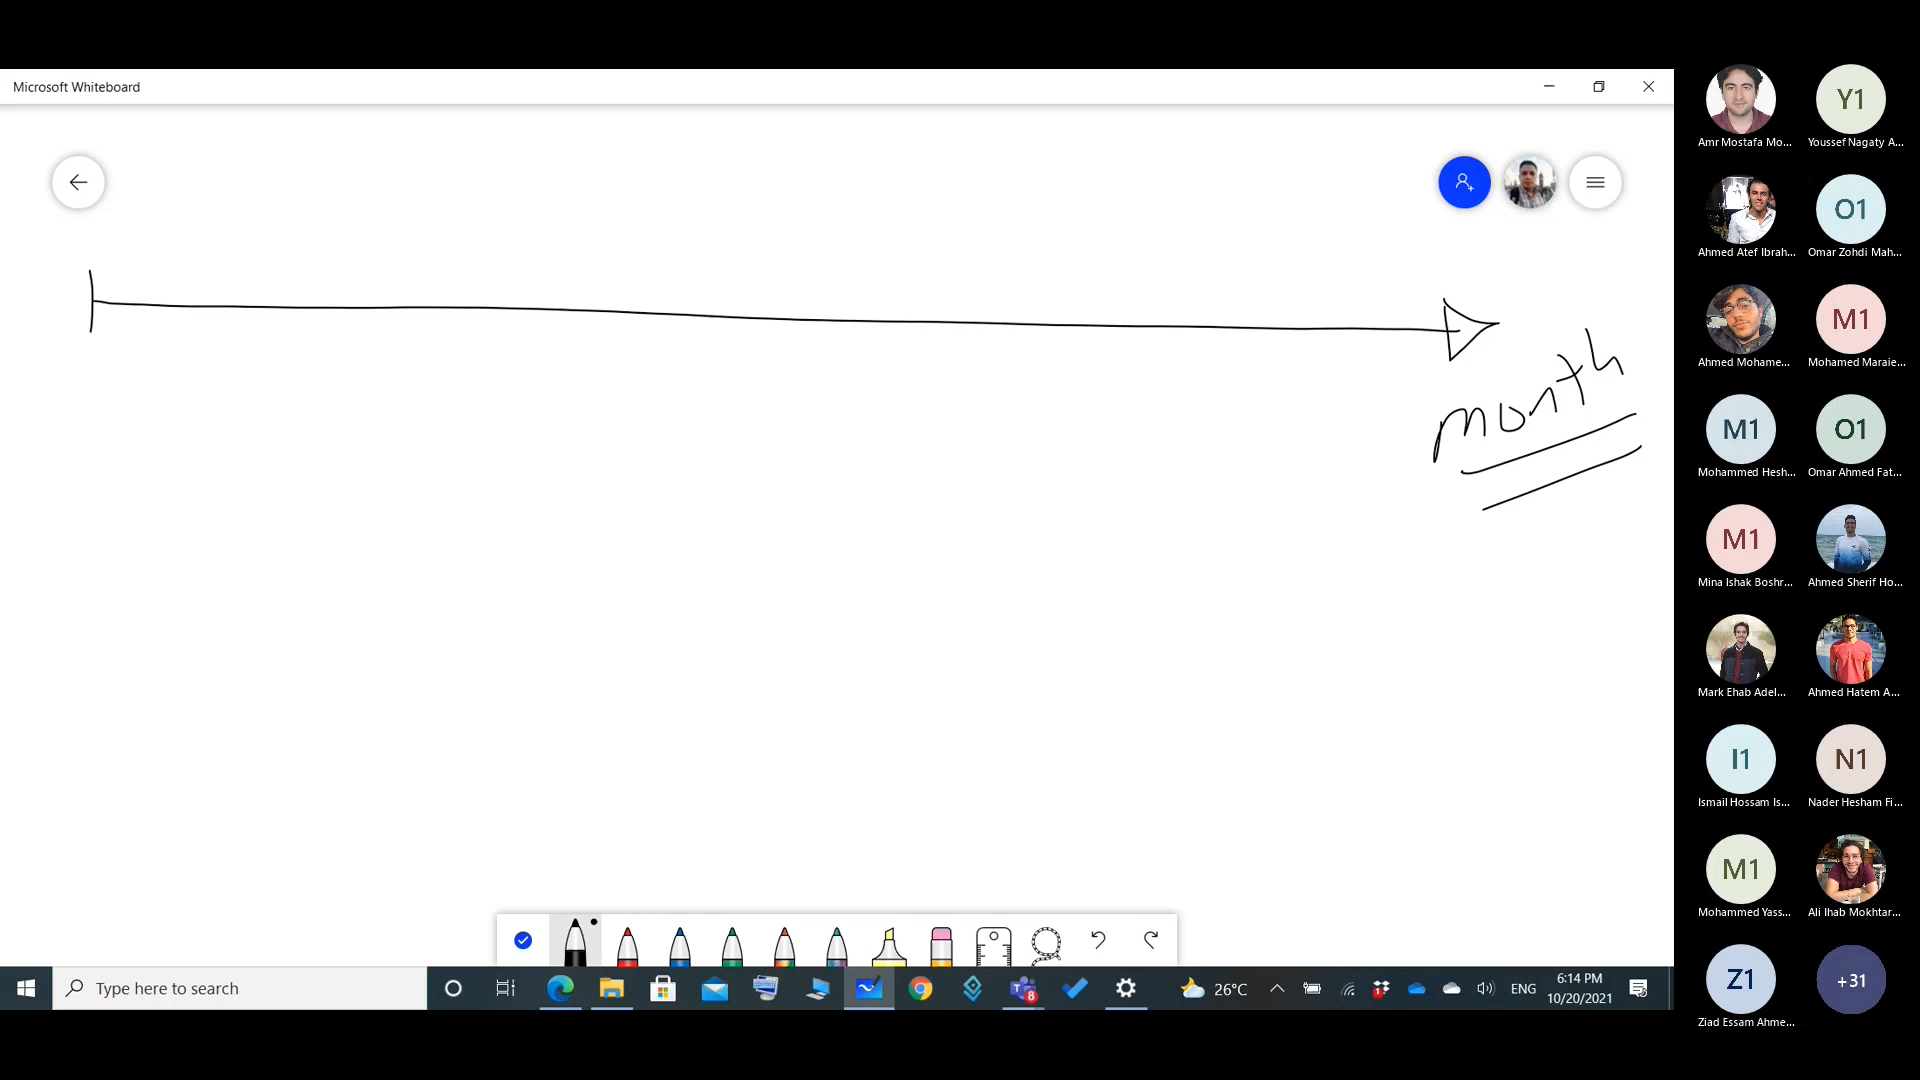 Microsoft Whiteboard
month
Amr Mostafa Mo...
Y1
Youssef Nagaty A...
Ahmed Atef Ibrah...
O1
Omar Zohdi Mah...
Ahmed Mohame...
M1
Mohamed Maraie...
M1
Mohammed Hesh...
O1
Omar Ahmed Fat...
M1
Mina Ishak Boshr...
Ahmed Sherif Ho...
Mark Ehab Adel...
Ahmed Hatem A...
I1
Ismail Hossam Is...
N1
Nader Hesham Fi...
M1
Mohammed Yass...
Ali Ihab Mokhtar...
Z1
Ziad Essam Ahme...
+31
Type here to search
8
26°C
1
ENG
6:14 PM
10/20/2021